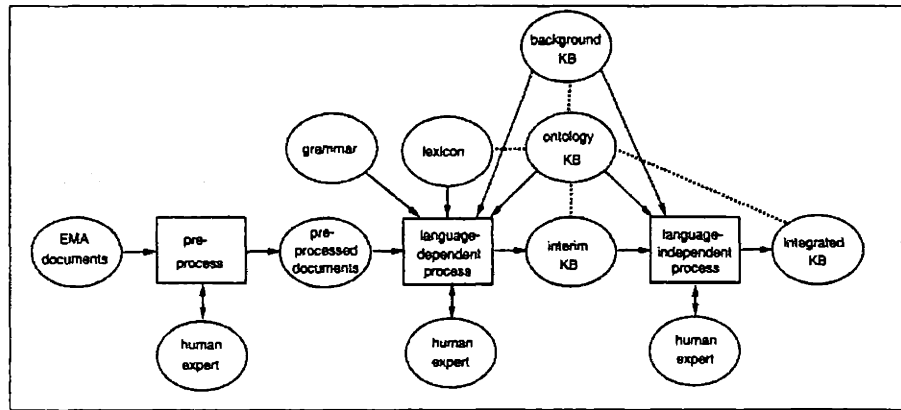 background
KB
grammar
lexicon
ontology
KB
EMA
documents
pre-
process
pre-
processed
documents
language-
dependent
process
interim
KB
language-
independent
process
Integrated
KB
human
expert
human
expert
human
expert